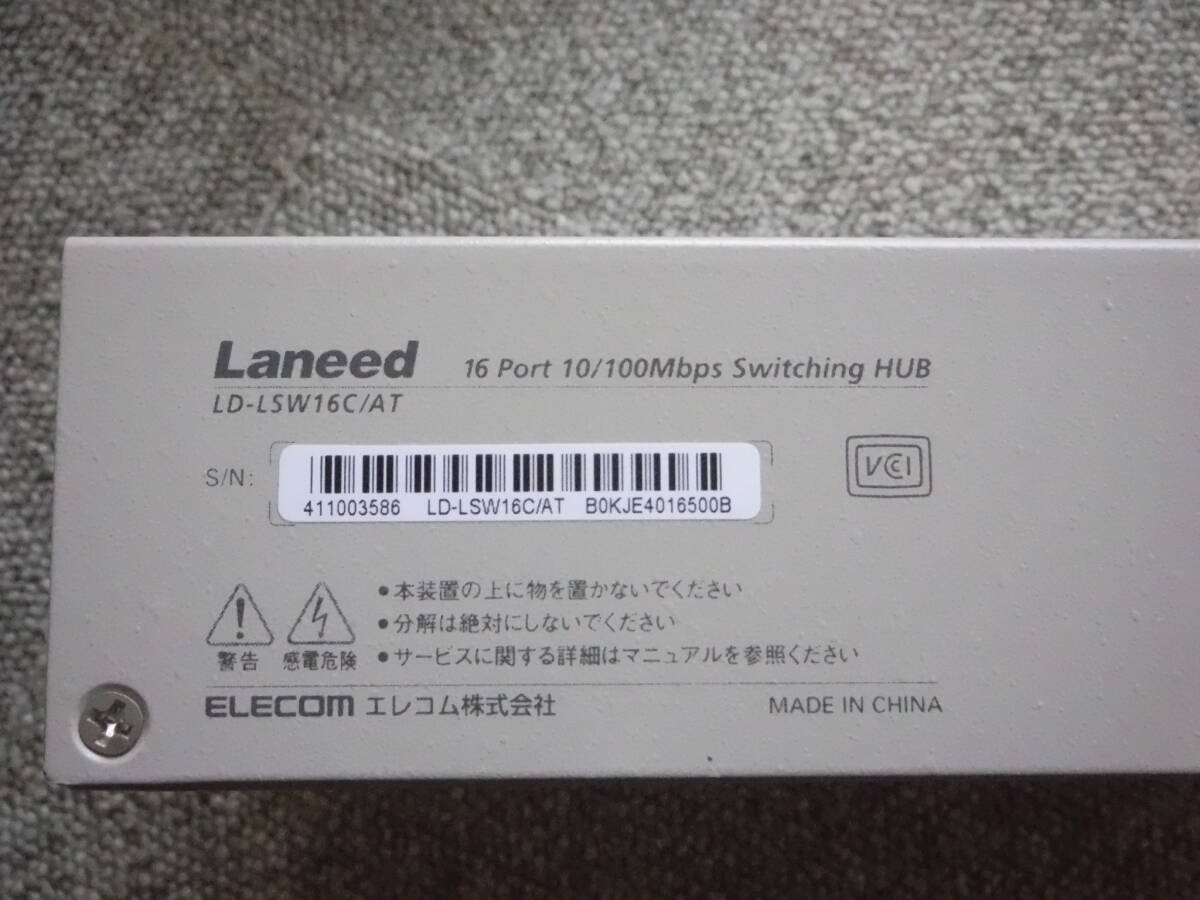 Laneed 16 Port 10/100Mbps Switching HUB
LD-LSW16C/AT
S/N:
411003586 LD-LSW16C/AT B0KJE4016500B
VCI
•本装置の上に物を置かないでください
•分解は絶対にしないでください
•サービスに関する詳細はマニュアルを参照ください
警告 感電危険
ELECOM エレコム株式会社 MADE IN CHINA